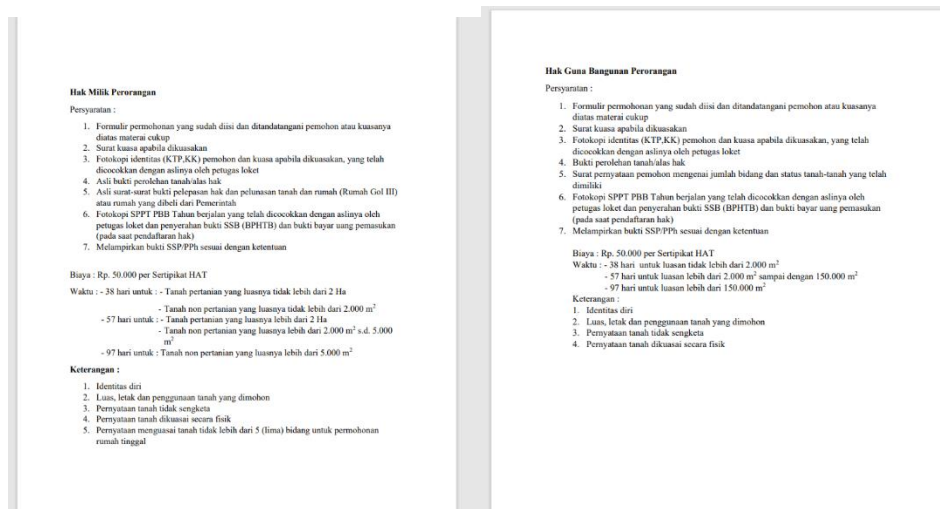 Hak Milik Perorangan
Persyaratan :
1. Formulir permohonan yang sudah diisi dan ditandatangani pemohon atau kuasanya
diatas materai cukup
2. Surat kuasa apabila dikuasakan
3. Fotokopi identitas (KTP,KK) pemohon dan kuasa apabila dikuasakan, yang telah
dicocokkan dengan aslinya oleh petugas loket
4. Asli bukti perolehan tanah/alas hak
5. Asli surat-surat bukti pelepasan hak dan pelunasan tanah dan rumah (Rumah Gol III)
atau rumah yang dibeli dari Pemerintah
6. Fotokopi SPPT PBB Tahun berjalan yang telah dicocokkan dengan aslinya oleh
petugas loket dan penyerahan bukti SSB (BPHTB) dan bukti bayar uang pemasukan
(pada saat pendaftaran hak)
7. Melampirkan bukti SSP/PPh sesuai dengan ketentuan
Biaya : Rp. 50.000 per Sertipikat HAT
Waktu : - 38 hari untuk : - Tanah pertanian yang luasnya tidak lebih dari 2 Ha
- Tanah non pertanian yang luasnya tidak lebih dari 2.000 m²
- 57 hari untuk : - Tanah pertanian yang luasnya lebih dari 2 Ha
- Tanah non pertanian yang luasnya lebih dari 2.000 m² s.d. 5.000
m²
- 97 hari untuk : Tanah non pertanian yang luasnya lebih dari 5.000 m²
Keterangan :
1. Identitas diri
2. Luas, letak dan penggunaan tanah yang dimohon
3. Pernyataan tanah tidak sengketa
4. Pernyataan tanah dikuasai secara fisik
5. Pernyataan menguasai tanah tidak lebih dari 5 (lima) bidang untuk permohonan
rumah tinggal
Hak Guna Bangunan Perorangan
Persyaratan :
1. Formulir permohonan yang sudah diisi dan ditandatangani pemohon atau kuasanya
diatas materai cukup
2. Surat kuasa apabila dikuasakan
3. Fotokopi identitas (KTP,KK) pemohon dan kuasa apabila dikuasakan, yang telah
dicocokkan dengan aslinya oleh petugas loket
4. Bukti perolehan tanah/alas hak
5. Surat pernyataan pemohon mengenai jumlah bidang dan status tanah-tanah yang telah
dimiliki
6. Fotokopi SPPT PBB Tahun berjalan yang telah dicocokkan dengan aslinya oleh
petugas loket dan penyerahan bukti SSB (BPHTB) dan bukti bayar uang pemasukan
(pada saat pendaftaran hak)
7. Melampirkan bukti SSP/PPh sesuai dengan ketentuan
Biaya : Rp. 50.000 per Sertipikat HAT
Waktu : - 38 hari untuk luasan tidak lebih dari 2.000 m²
- 57 hari untuk luasan lebih dari 2.000 m² sampai dengan 150.000 m²
- 97 hari untuk luasan lebih dari 150.000 m²
Keterangan :
1. Identitas diri
2. Luas, letak dan penggunaan tanah yang dimohon
3. Pernyataan tanah tidak sengketa
4. Pernyataan tanah dikuasai secara fisik